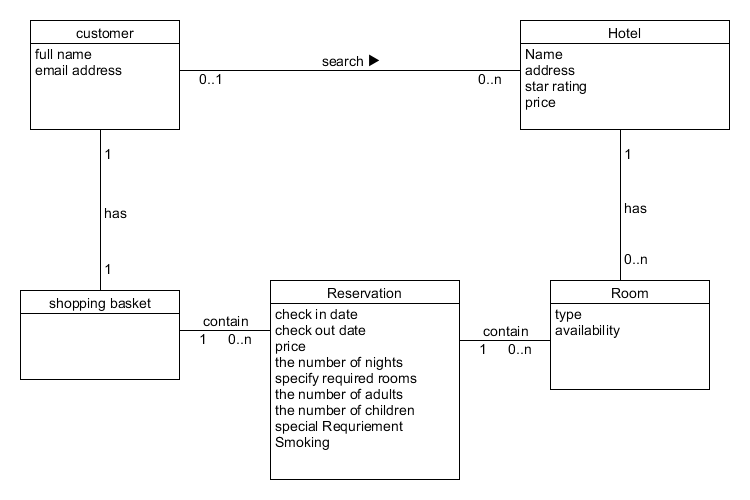 customer
full name
email address
search ▶
0..1
0..n
Hotel
Name
address
star rating
price
1
has
1
1
has
0..n
shopping basket
contain
1
0..n
Reservation
check in date
check out date
price
the number of nights
specify required rooms
the number of adults
the number of children
special Requriement
Smoking
contain
1
0..n
Room
type
availability